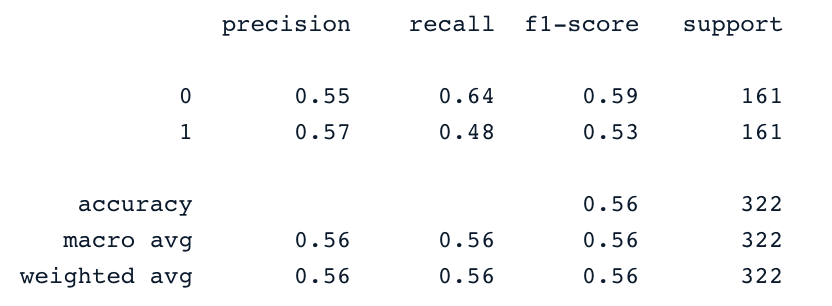 precision recall f1-score support
0 0.55 0.64 0.59 161
1 0.57 0.48 0.53 161
accuracy 0.56 322
macro avg 0.56 0.56 0.56 322
weighted avg 0.56 0.56 0.56 322